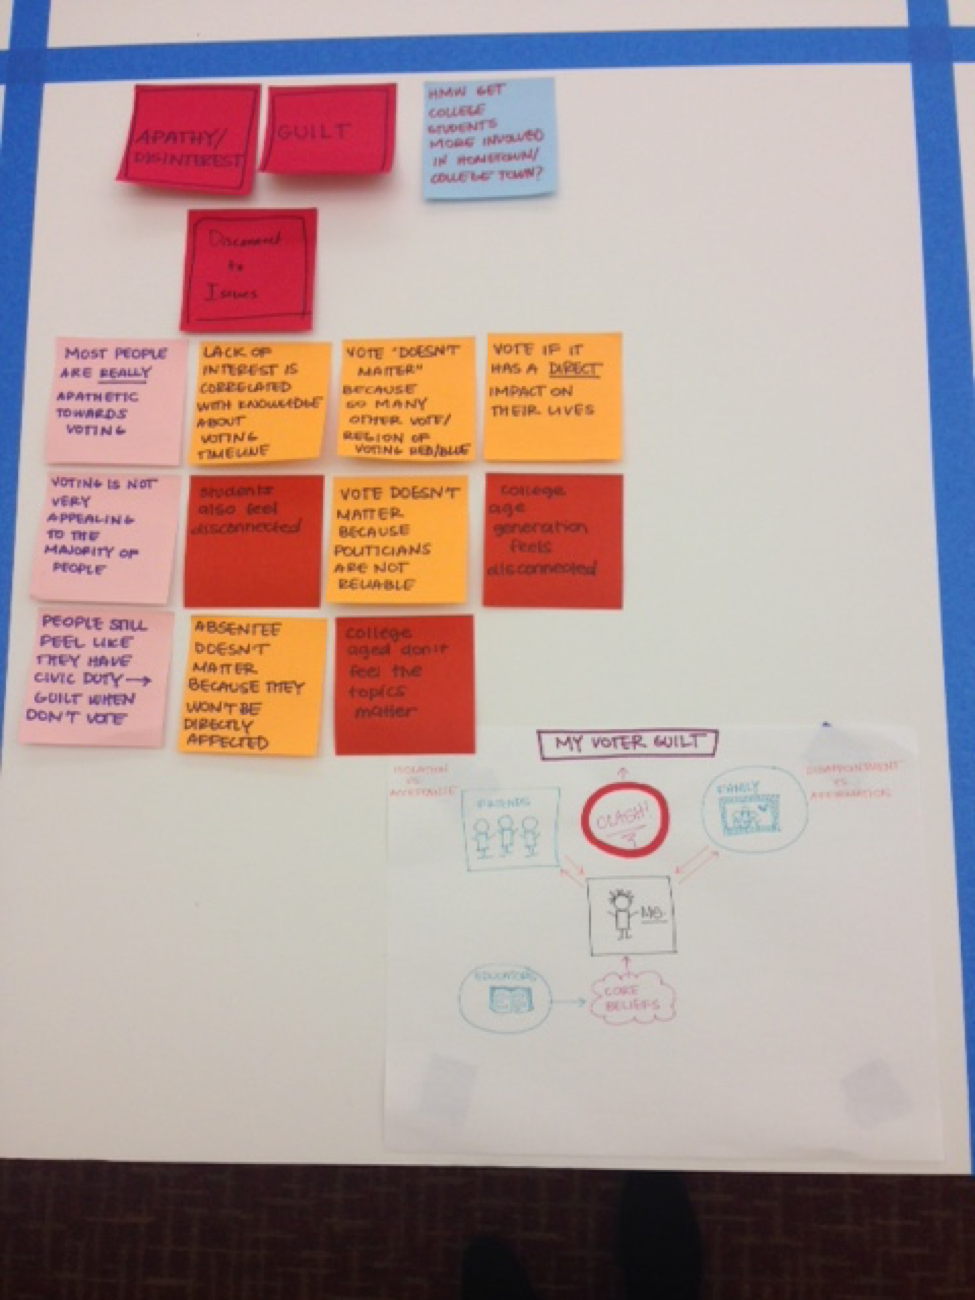 APATHY/
DISINTEREST
GUILT
HMW GET
COLLEGE
STUDENTS
MORE INVOLVED
IN HOMETOWN/
COLLEGE TOWN?
Disconnect
to
Issues
MOST PEOPLE
ARE REALLY
APATHETIC
TOWARDS
VOTING
LACK OF
INTEREST IS
CORRELATED
WITH KNOWLEDGE
ABOUT
VOTING
TIMELINE
VOTE "DOESN'T
MATTER"
BECAUSE
SO MANY
OTHER VOTE/
REGION OF
VOTING RED/BLUE
VOTE IF IT
HAS A DIRECT
IMPACT ON
THEIR LIVES
VOTING IS NOT
VERY
APPEALING
TO THE
MAJORITY OF
PEOPLE
students
also feel
disconnected
VOTE DOESN'T
MATTER
BECAUSE
POLITICIANS
ARE NOT
RELIABLE
college
age
generation
feels
disconnected
PEOPLE STILL
FEEL LIKE
THEY HAVE
CIVIC DUTY →
GUILT WHEN
DON'T VOTE
ABSENTEE
DOESN'T
MATTER
BECAUSE THEY
WON'T BE
DIRECTLY
AFFECTED
college
aged don't
feel the
topics
matter
MY VOTER GUILT
ISOLATION
VS
ACCEPTANCE
FRIENDS
CLASH!
?
FAMILY
DISAPPOINTMENT
VS
AFFIRMATION
ME
EDUCATORS
CORE
BELIEFS